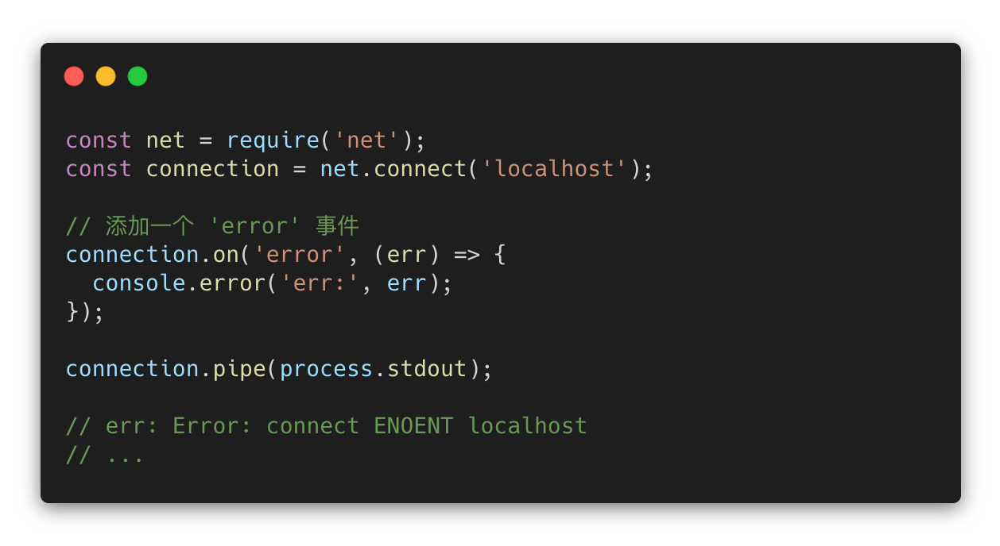 const net = require('net');
const connection = net.connect('localhost');
// 添加一个 'error' 事件
connection.on('error', (err) => {
  console.error('err:', err);
});
connection.pipe(process.stdout);
// err: Error: connect ENOENT localhost
// ...